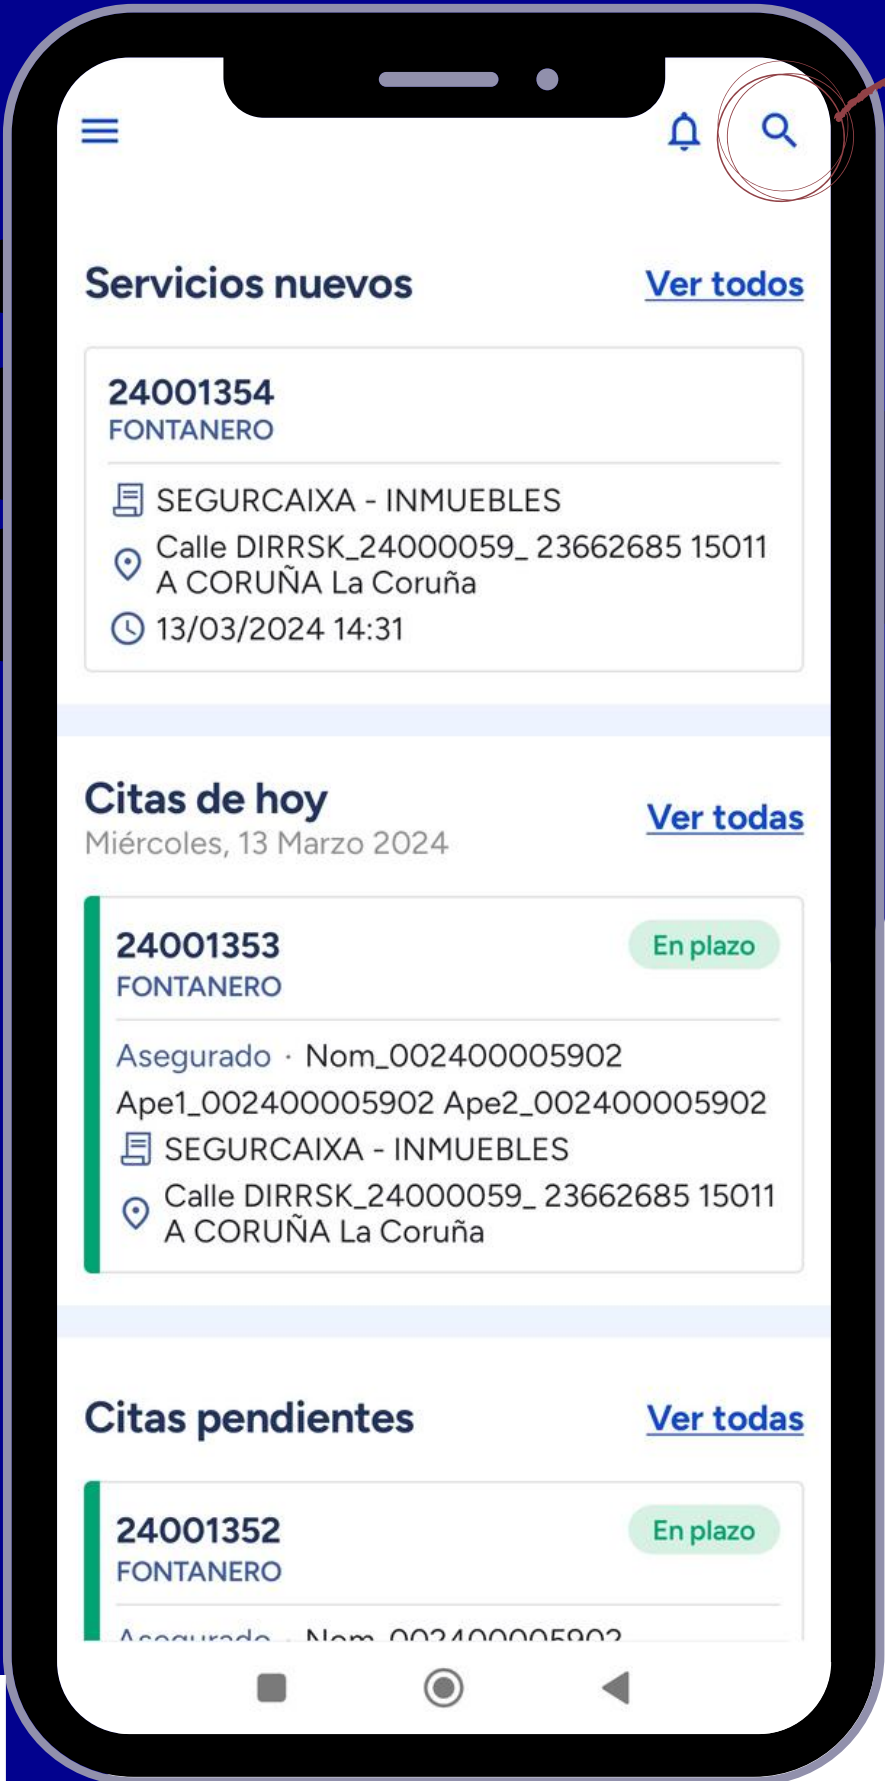 Servicios nuevos
Ver todos
24001354
FONTANERO
SEGURCAIXA - INMUEBLES
Calle DIRRSK_24000059_ 23662685 15011
A CORUÑA La Coruña
13/03/2024 14:31
Citas de hoy
Ver todas
Miércoles, 13 Marzo 2024
24001353
En plazo
FONTANERO
Asegurado · Nom_002400005902
Ape1_002400005902 Ape2_002400005902
SEGURCAIXA - INMUEBLES
Calle DIRRSK_24000059_ 23662685 15011
A CORUÑA La Coruña
Citas pendientes
Ver todas
24001352
En plazo
FONTANERO
Asegurado · Nom_002400005902